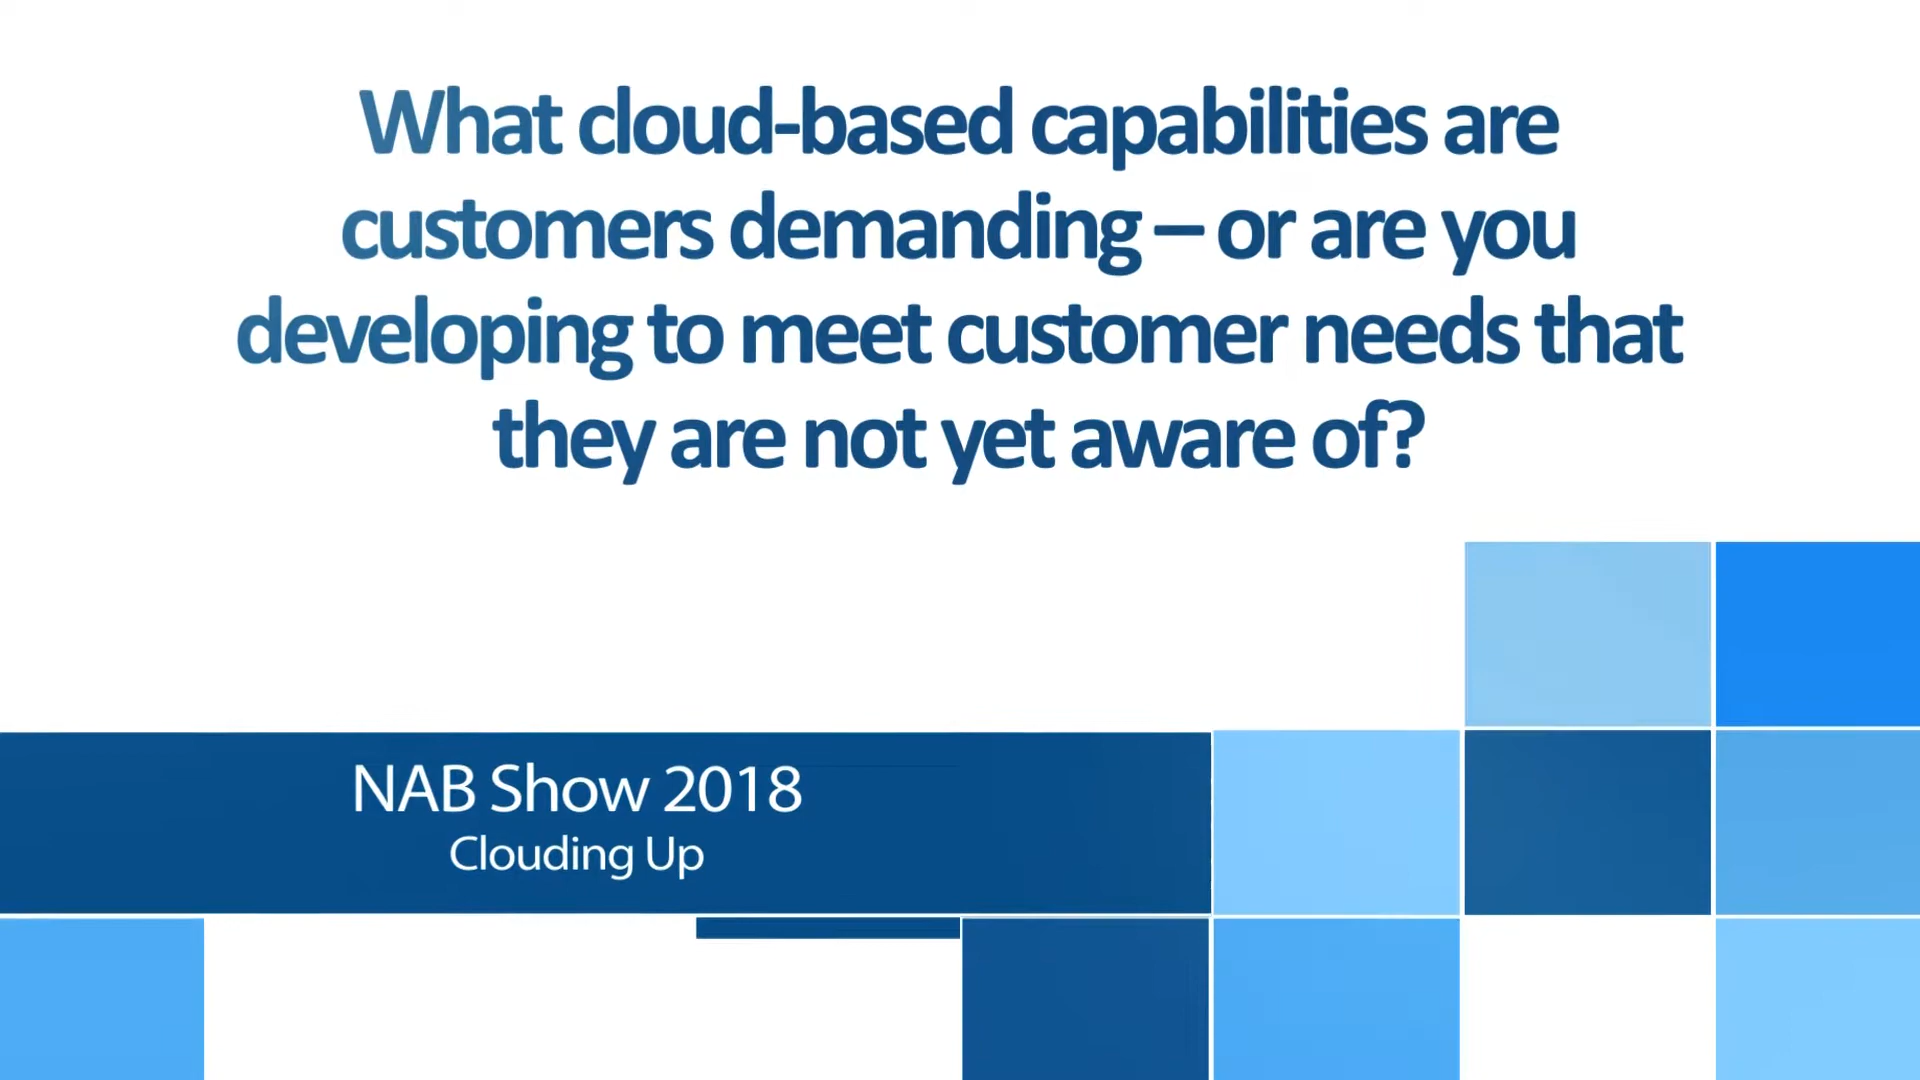 What cloud-based capabilities are
customers demanding – or are you
developing to meet customer needs that
they are not yet aware of?
NAB Show 2018
Clouding Up